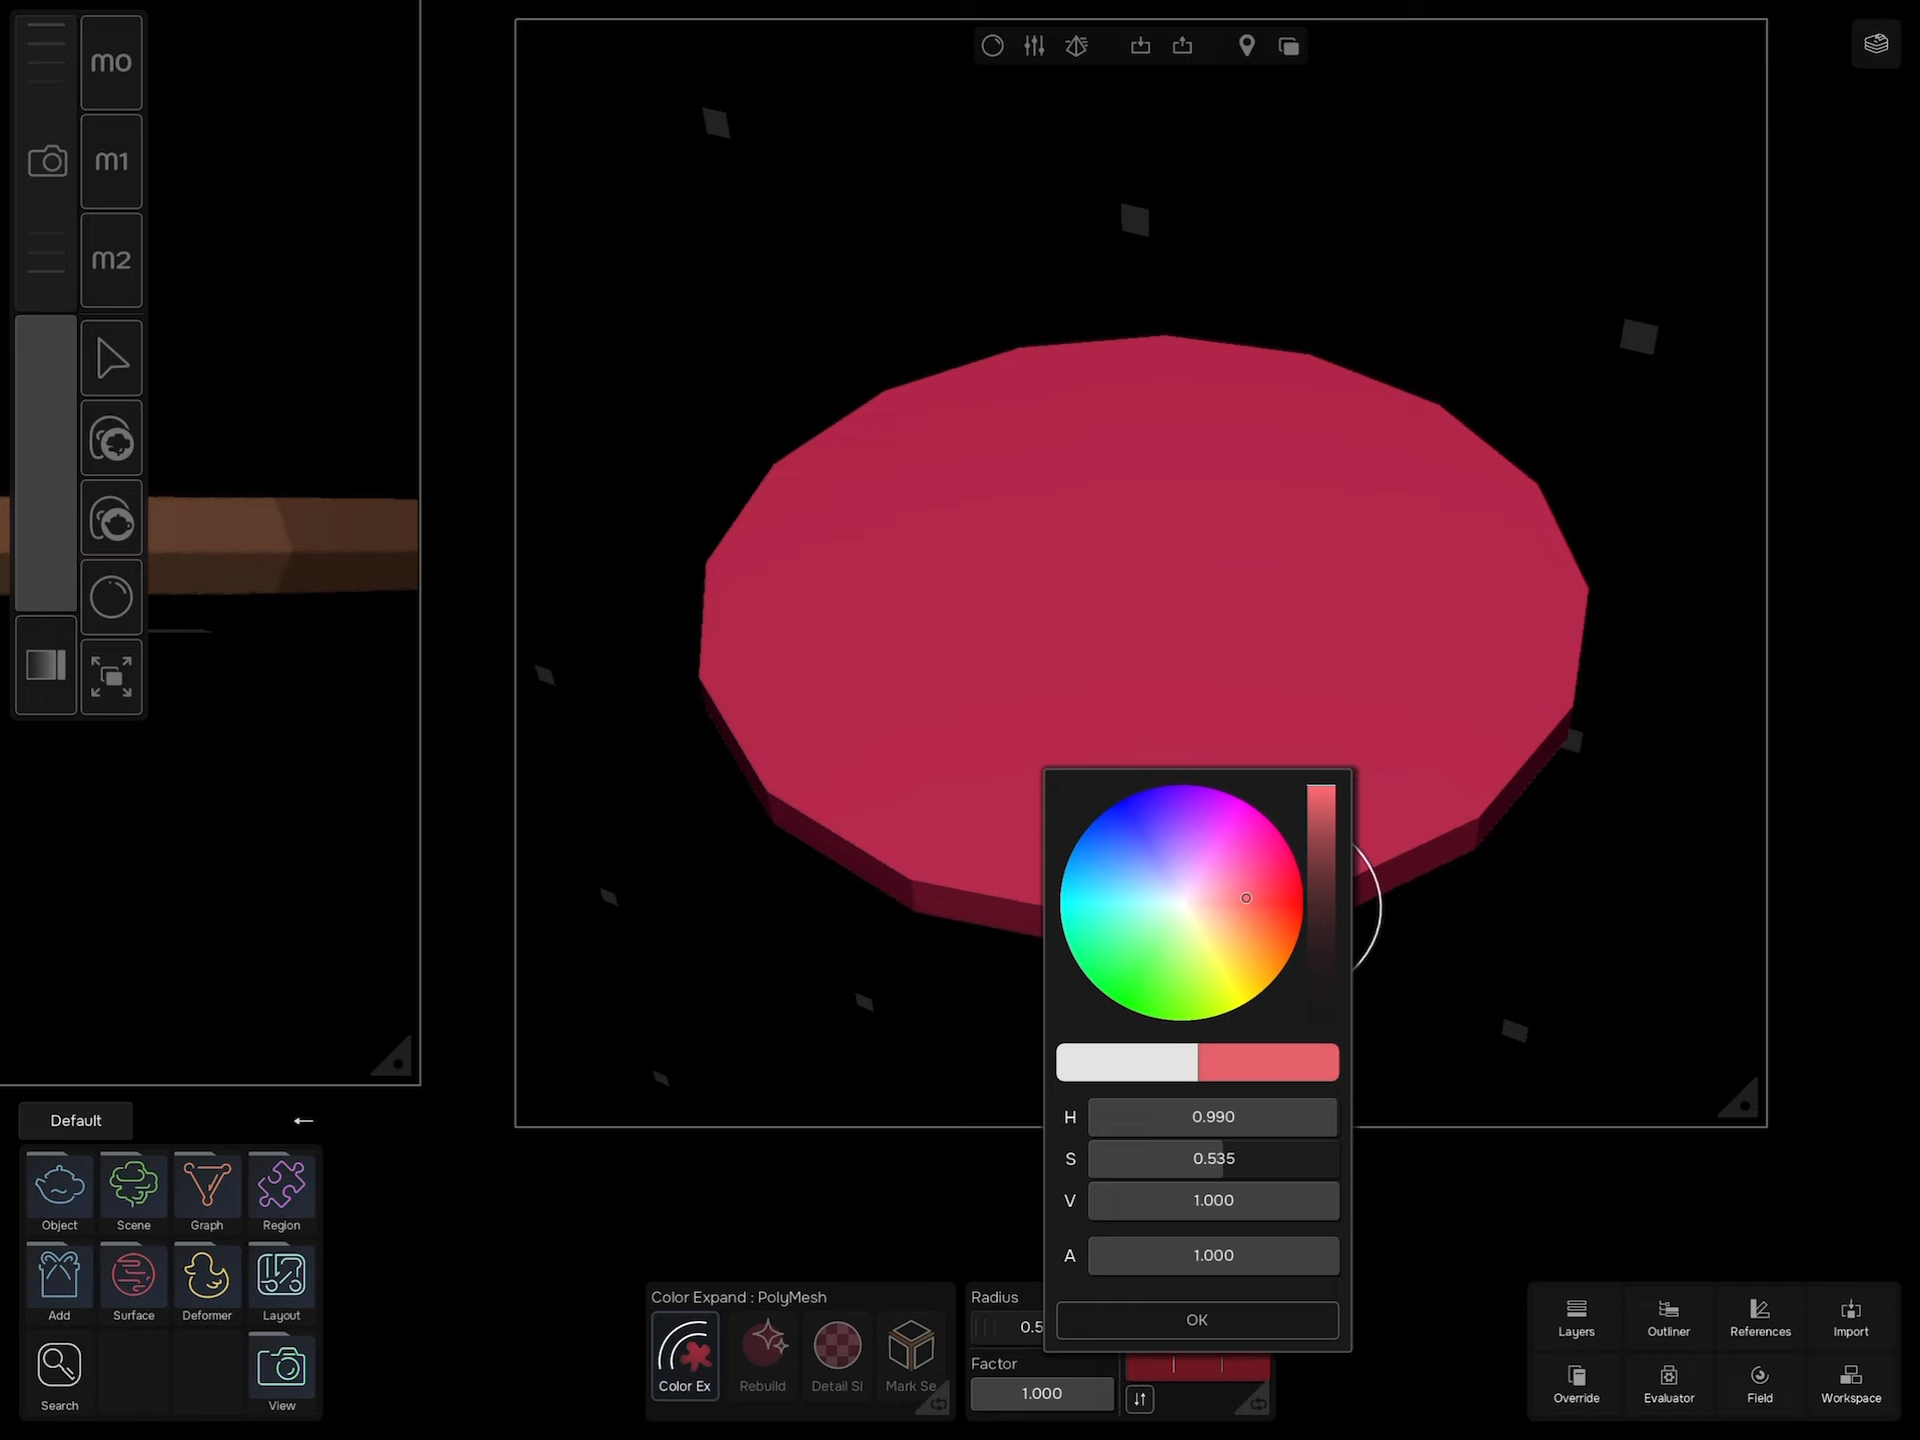 m0
m1
m2
Default
Object
Scene
Graph
Region
Add
Surface
Deformer
Layout
Search
View
Color Expand : PolyMesh
Color Ex
Rebuild
Detail Si
Mark Se
Radius
0.5
Factor
1.000
H 0.990
S 0.535
V 1.000
A 1.000
OK
Layers
Outliner
References
Import
Override
Evaluator
Field
Workspace